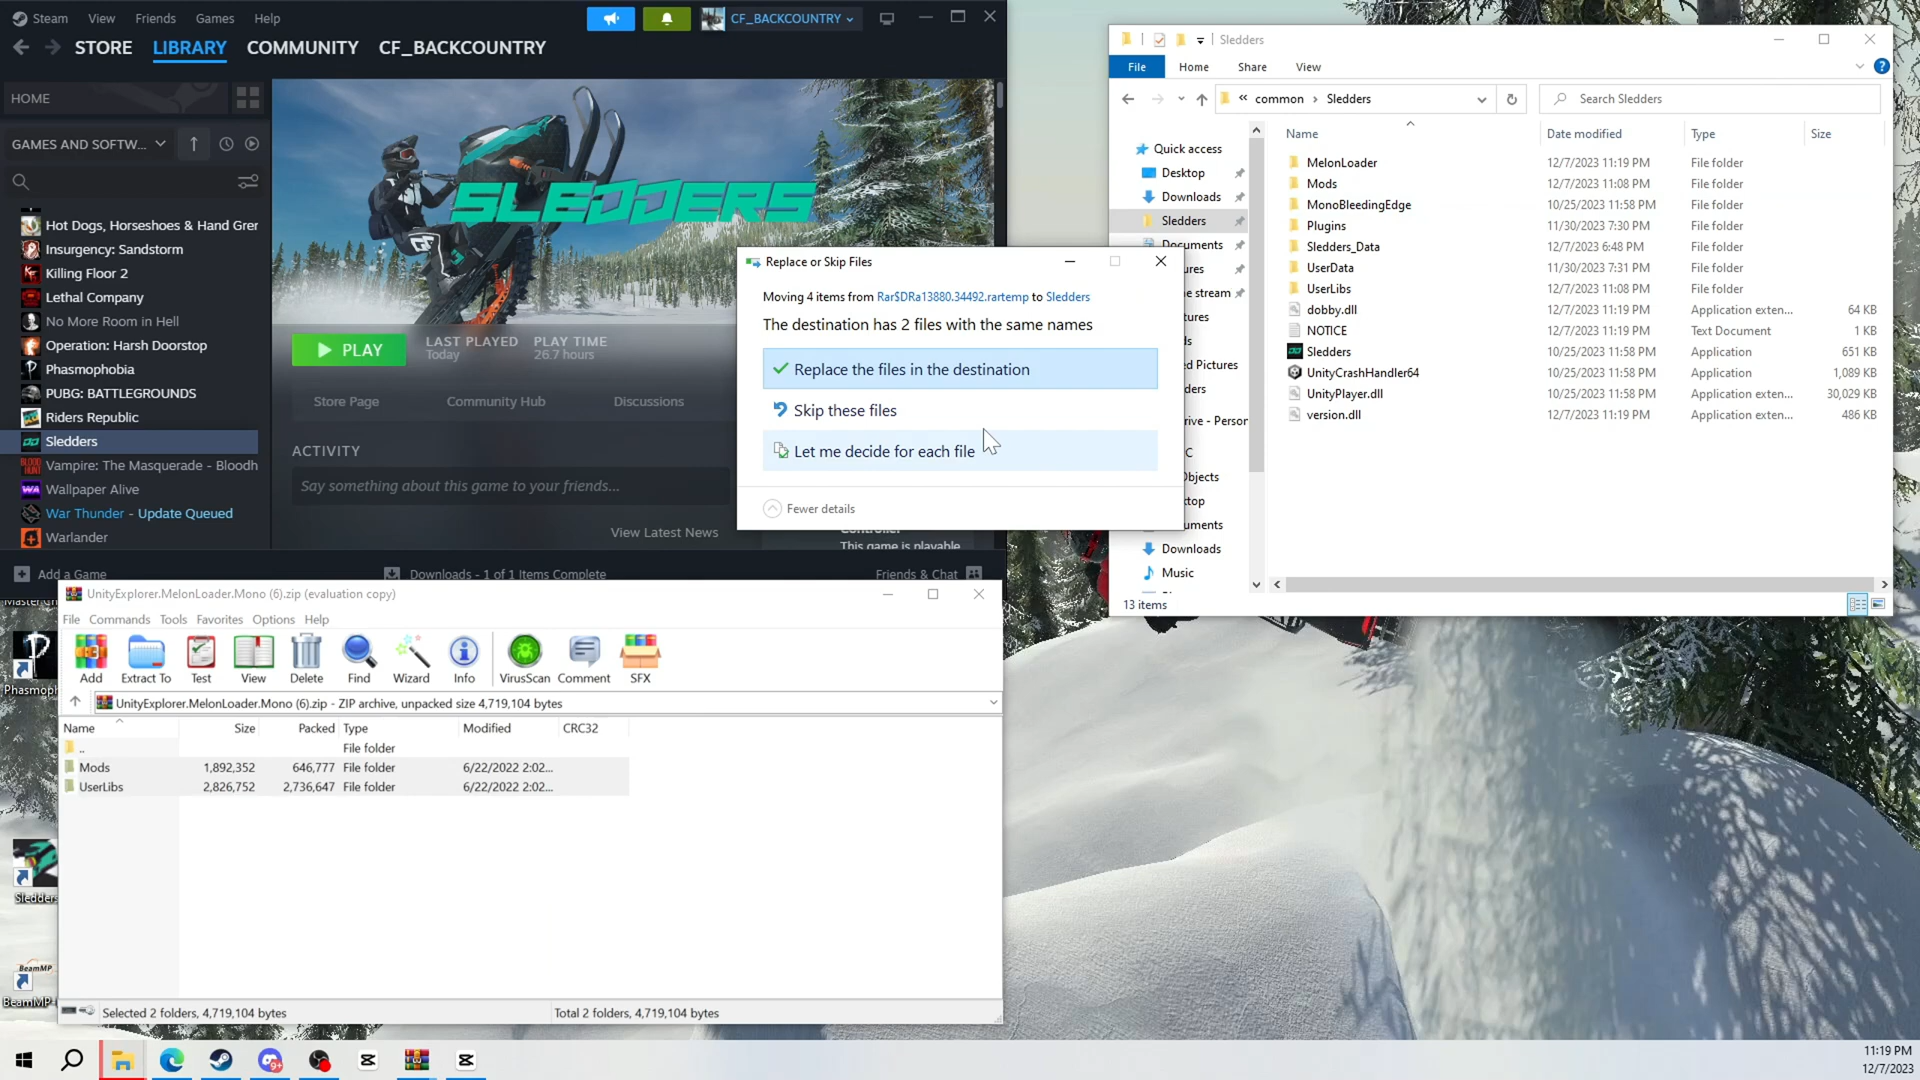 Steam View Friends Games Help
CF_BACKCOUNTRY
STORE LIBRARY COMMUNITY CF_BACKCOUNTRY
HOME
GAMES AND SOFTW...
Hot Dogs, Horseshoes & Hand Grer
Insurgency: Sandstorm
Killing Floor 2
Lethal Company
No More Room in Hell
Operation: Harsh Doorstop
Phasmophobia
PUBG: BATTLEGROUNDS
Riders Republic
Sledders
Vampire: The Masquerade - Bloodh
Wallpaper Alive
War Thunder - Update Queued
Warlander
SLEDDERS
PLAY
LAST PLAYED
Today
PLAY TIME
26.7 hours
Store Page Community Hub Discussions
ACTIVITY
Say something about this game to your friends...
View Latest News
Controller
This game is playable
Add a Game
Downloads - 1 of 1 Items Complete
Friends & Chat
Replace or Skip Files
Moving 4 items from Rar$DRa13880.34492.rartemp to Sledders
The destination has 2 files with the same names
Replace the files in the destination
Skip these files
Let me decide for each file
Fewer details
Sledders
File Home Share View
common Sledders
Search Sledders
Quick access
Desktop
Downloads
Sledders
Documents
ures
ne stream
tures
ds
ed Pictures
ders
rive - Person
C
Objects
ktop
uments
Downloads
Music
Name Date modified Type Size
MelonLoader 12/7/2023 11:19 PM File folder
Mods 12/7/2023 11:08 PM File folder
MonoBleedingEdge 10/25/2023 11:58 PM File folder
Plugins 11/30/2023 7:30 PM File folder
Sledders_Data 12/7/2023 6:48 PM File folder
UserData 11/30/2023 7:31 PM File folder
UserLibs 12/7/2023 11:08 PM File folder
dobby.dll 12/7/2023 11:19 PM Application exten... 64 KB
NOTICE 12/7/2023 11:19 PM Text Document 1 KB
Sledders 10/25/2023 11:58 PM Application 651 KB
UnityCrashHandler64 10/25/2023 11:58 PM Application 1,089 KB
UnityPlayer.dll 10/25/2023 11:58 PM Application exten... 30,029 KB
version.dll 12/7/2023 11:19 PM Application exten... 486 KB
13 items
UnityExplorer.MelonLoader.Mono (6).zip (evaluation copy)
File Commands Tools Favorites Options Help
Add Extract To Test View Delete Find Wizard Info VirusScan Comment SFX
UnityExplorer.MelonLoader.Mono (6).zip - ZIP archive, unpacked size 4,719,104 bytes
Name Size Packed Type Modified CRC32
.. File folder
Mods 1,892,352 646,777 File folder 6/22/2022 2:02...
UserLibs 2,826,752 2,736,647 File folder 6/22/2022 2:02...
Selected 2 folders, 4,719,104 bytes
Total 2 folders, 4,719,104 bytes
Phasmoph
Sledders
BeamMP
BeamMP-
9+
11:19 PM
12/7/2023